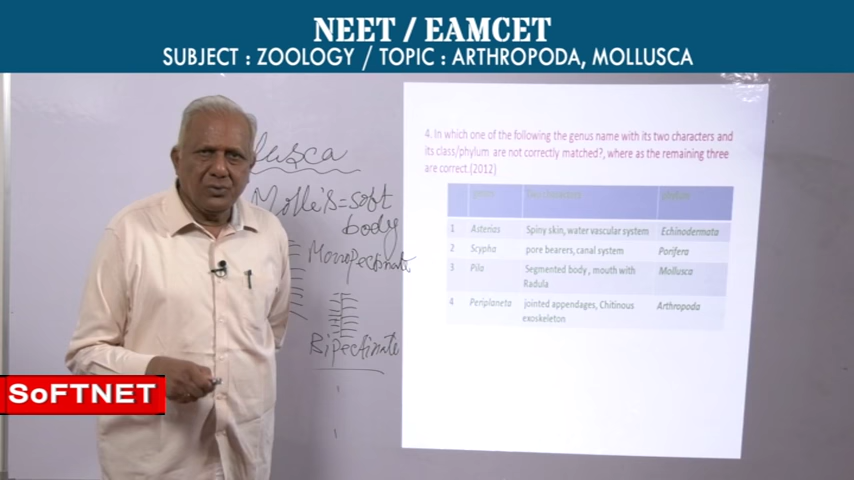 NEET / EAMCET
SUBJECT : ZOOLOGY / TOPIC : ARTHROPODA, MOLLUSCA
lusca
Molle's = soft
body
Monopectinate
Bipectinate
4. In which one of the following the genus name with its two characters and
its class/phylum are not correctly matched?, where as the remaining three
are correct.(2012)
1 Asterias Spiny skin, water vascular system Echinodermata
2 Scypha pore bearers, canal system Porifera
3 Pila Segmented body , mouth with Mollusca
Radula
4 Periplaneta jointed appendages, Chitinous Arthropoda
exoskeleton
SoFTNET